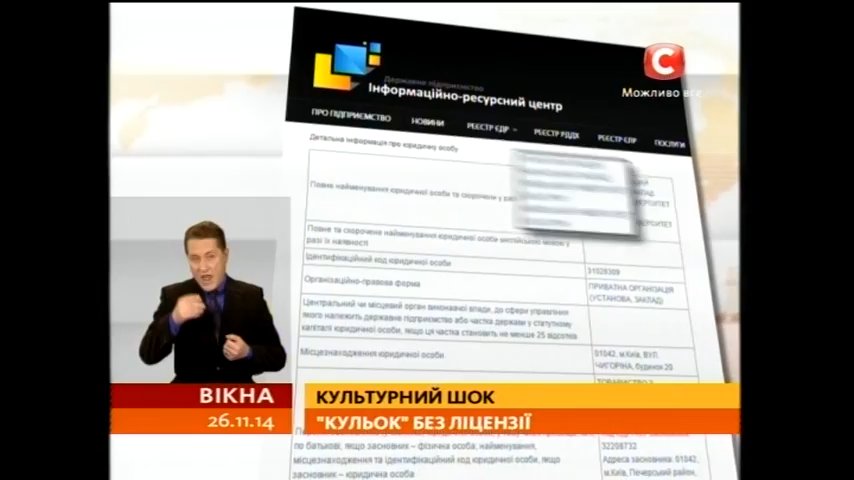 Державне підприємство
Інформаційно-ресурсний центр
С
Можливо все
ПРО ПІДПРИЄМСТВО НОВИНИ РЕЄСТР ЄДР РЕЄСТР РДДХ РЕЄСТР ЄЛР ПОСЛУГИ
Детальна інформація про юридичну особу
Повне найменування юридичної особи та скорочене у разі
Повне та скорочене найменування юридичної особи англійською мовою у
разі їх наявності
Ідентифікаційний код юридичної особи
31028309
Організаційно-правова форма
ПРИВАТНА ОРГАНІЗАЦІЯ
(УСТАНОВА, ЗАКЛАД)
Центральний чи місцевий орган виконавчої влади, до сфери управління
якого належить державне підприємство або частка держави у статутному
капіталі юридичної особи, якщо ця частка становить не менше 25 відсотків
Місцезнаходження юридичної особи
01042, м.Київ, ВУЛ.
ЧИГОРІНА, будинок 20
ВІКНА
26.11.14
КУЛЬТУРНИЙ ШОК
"КУЛЬОК" БЕЗ ЛІЦЕНЗІЇ
по батькові, якщо засновник – фізична особа, найменування,
місцезнаходження та ідентифікаційний код юридичної особи, якщо
засновник – юридична особа
32208732
Адреса засновника: 01042,
м.Київ, Печерський район,